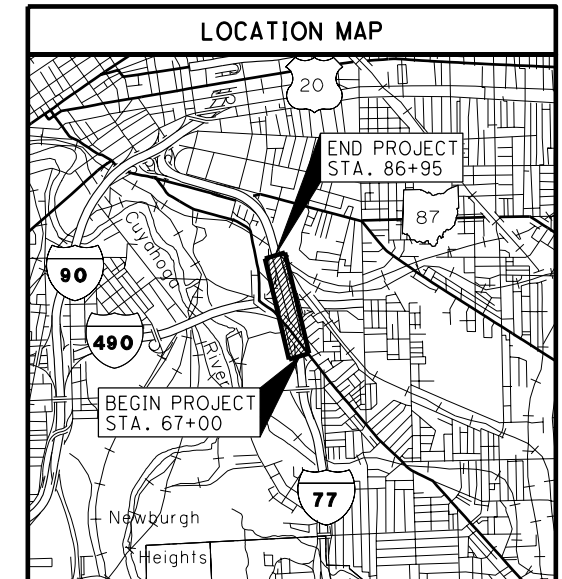 LOCATION MAP
20
END PROJECT
STA. 86+95
87
Cuyahoga
90
490
River
BEGIN PROJECT
STA. 67+00
77
Newburgh
Heights